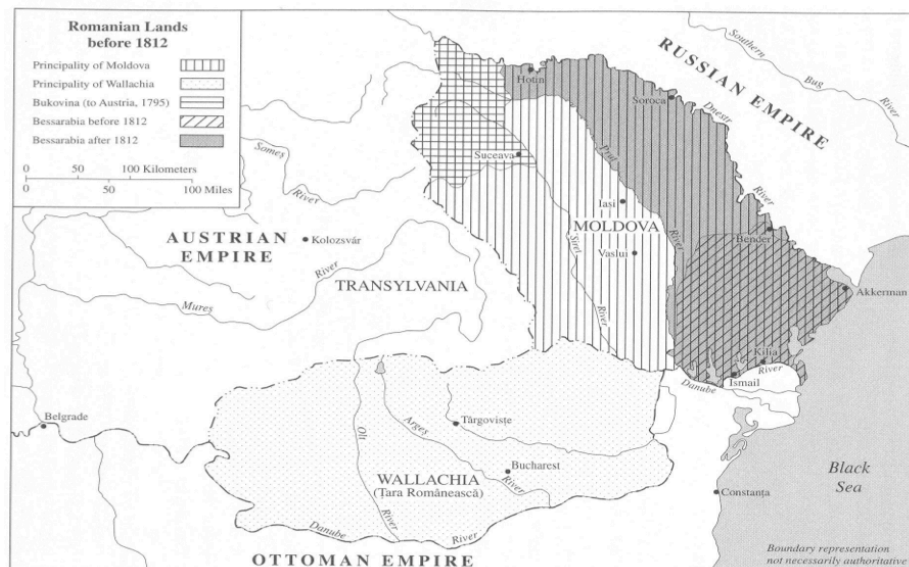 Romanian Lands
before 1812
Principality of Moldova
Principality of Wallachia
Bukovina (to Austria, 1795)
Bessarabia before 1812
Bessarabia after 1812
0 50 100 Kilometers
0 50 100 Miles
Southern
Bug
River
RUSSIAN EMPIRE
Hotin
Soroca
Dnestr
River
Prut
River
Suceava
Someș
River
Iași
MOLDOVA
Vaslui
Siret
River
Bender
AUSTRIAN
EMPIRE
Kolozsvár
River
Mureș
TRANSYLVANIA
Akkerman
Kilia
River
Ismail
Danube
Belgrade
Târgoviște
Olt
River
Argeș
River
Bucharest
WALLACHIA
(Țara Românească)
Constanța
Black
Sea
Danube
River
OTTOMAN EMPIRE
Boundary representation
not necessarily authoritative